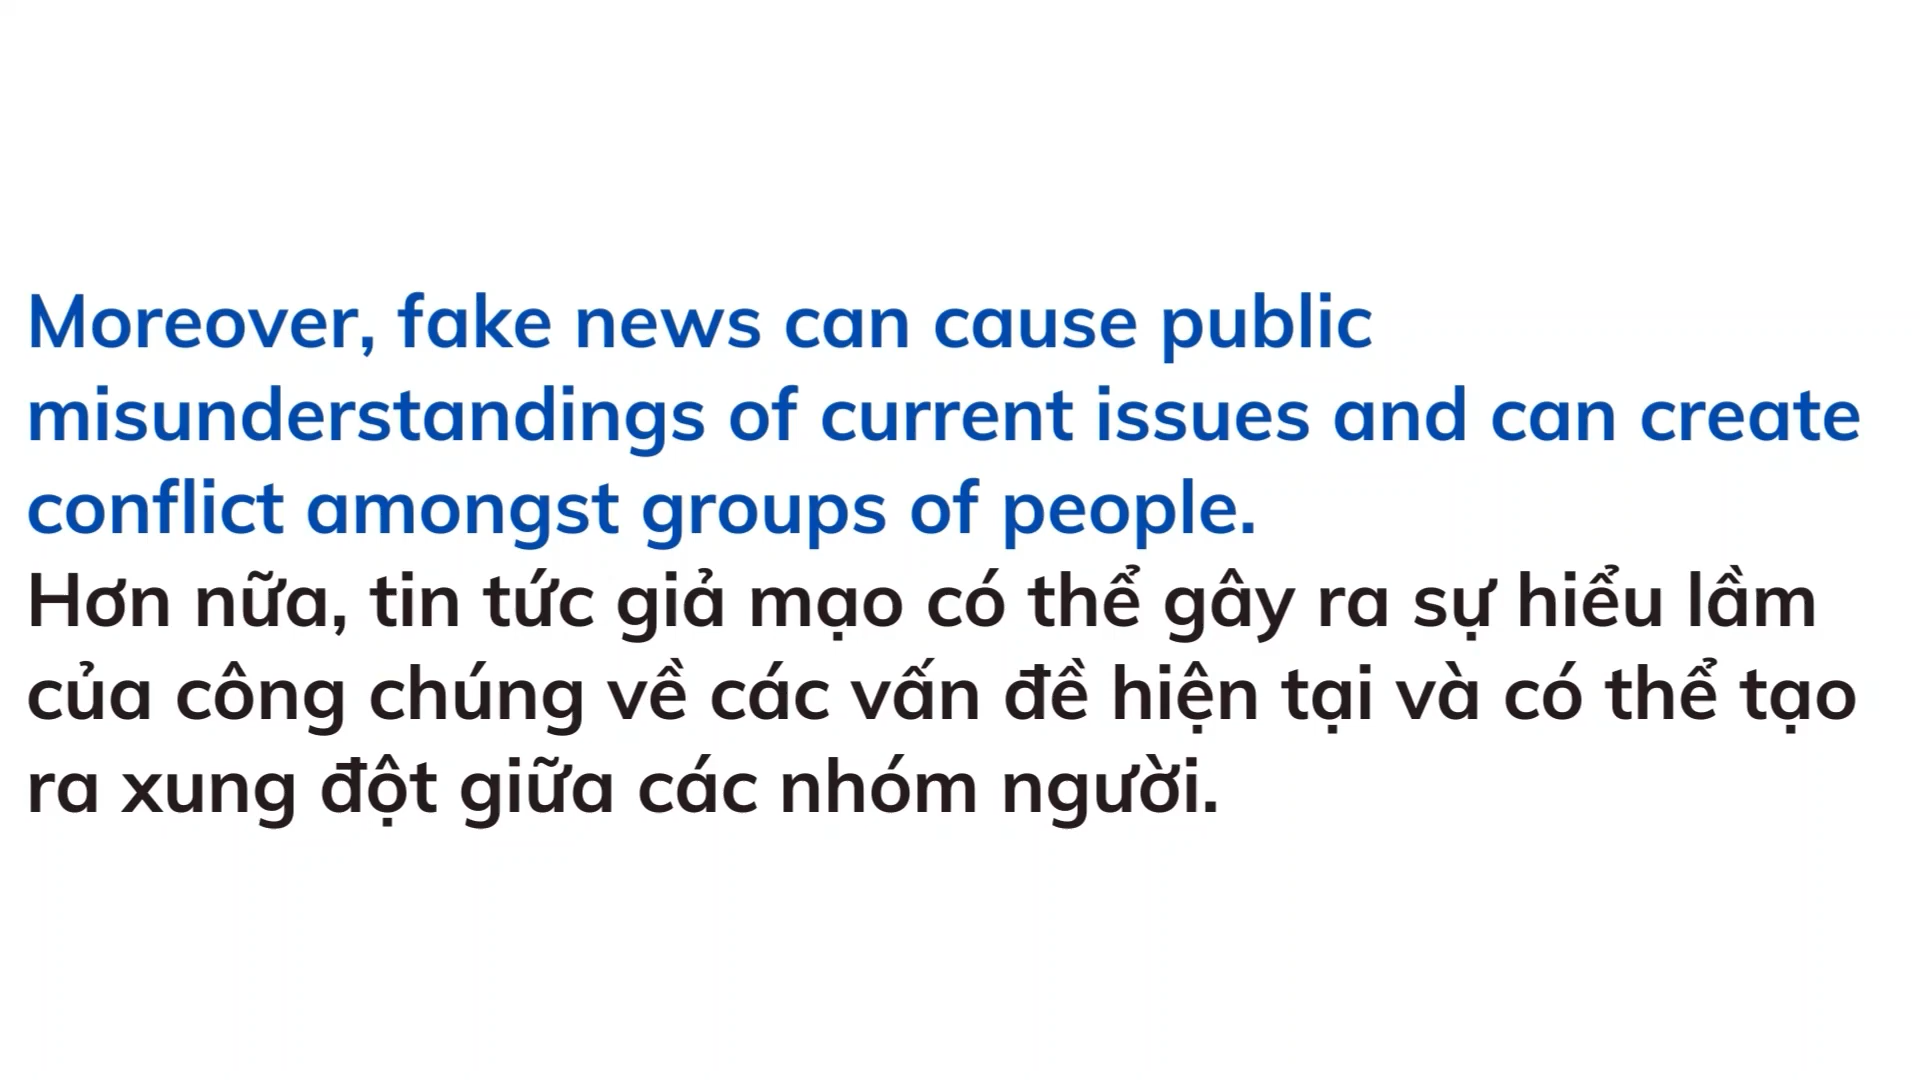 Moreover, fake news can cause public
misunderstandings of current issues and can create
conflict amongst groups of people.
Hơn nữa, tin tức giả mạo có thể gây ra sự hiểu lầm
của công chúng về các vấn đề hiện tại và có thể tạo
ra xung đột giữa các nhóm người.